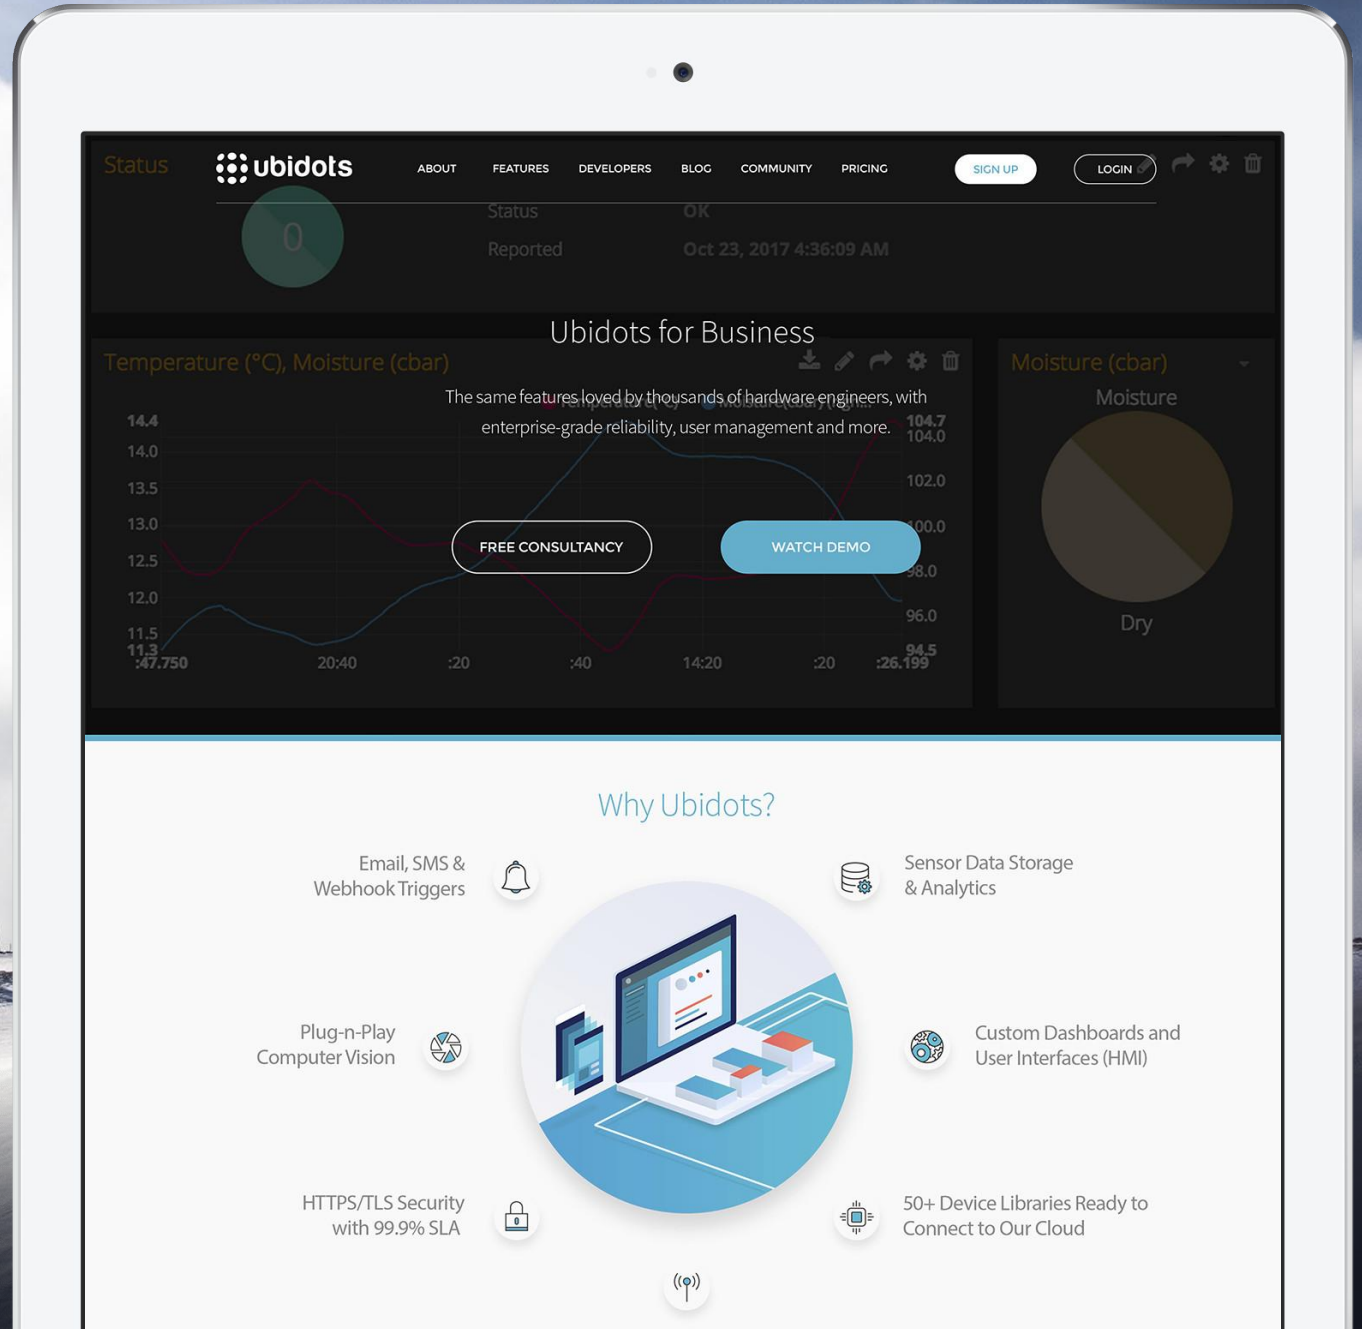 Status
ubidots
ABOUT
FEATURES
DEVELOPERS
BLOG
COMMUNITY
PRICING
SIGN UP
LOGIN
0
Status
OK
Reported
Oct 23, 2017 4:36:09 AM
Ubidots for Business
Temperature (°C), Moisture (cbar)
Moisture (cbar)
The same features loved by thousands of hardware engineers, with
enterprise-grade reliability, user management and more.
Moisture
14.4
14.0
13.5
13.0
12.5
12.0
11.5
11.3
104.7
104.0
102.0
100.0
98.0
96.0
94.5
FREE CONSULTANCY
WATCH DEMO
Dry
:47.750
20:40
:20
:40
14:20
:20
:26.199
Why Ubidots?
Email, SMS &
Webhook Triggers
Sensor Data Storage
& Analytics
Plug-n-Play
Computer Vision
Custom Dashboards and
User Interfaces (HMI)
HTTPS/TLS Security
with 99.9% SLA
50+ Device Libraries Ready to
Connect to Our Cloud